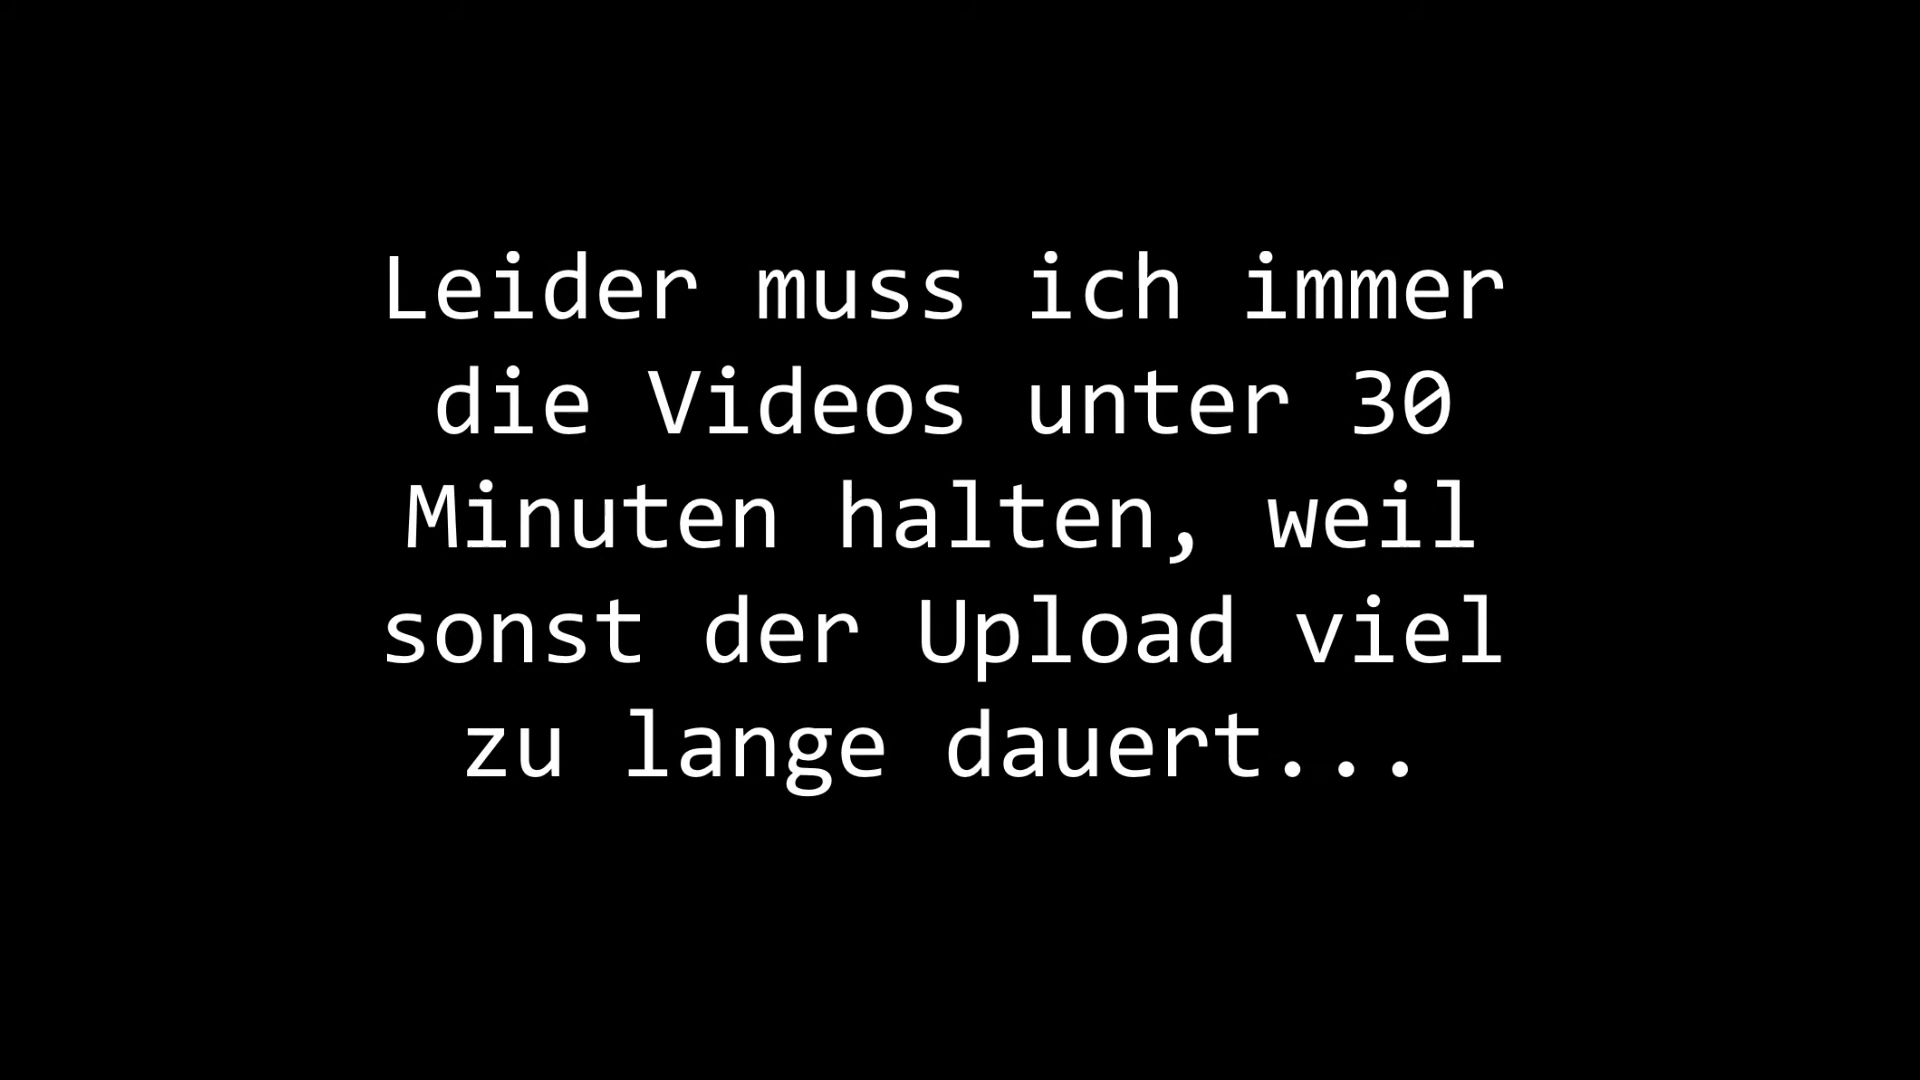 Leider muss ich immer
die Videos unter 30
Minuten halten, weil
sonst der Upload viel
zu lange dauert...